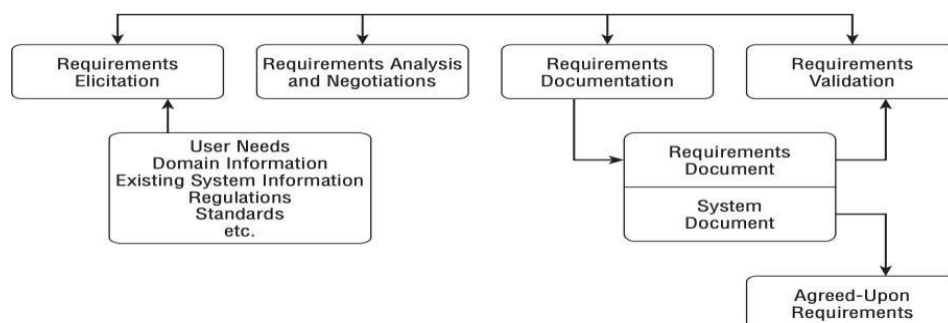 Requirements
Elicitation
Requirements Analysis
and Negotiations
Requirements
Documentation
Requirements
Validation
User Needs
Domain Information
Existing System Information
Regulations
Standards
etc.
Requirements
Document
System
Document
Agreed-Upon
Requirements